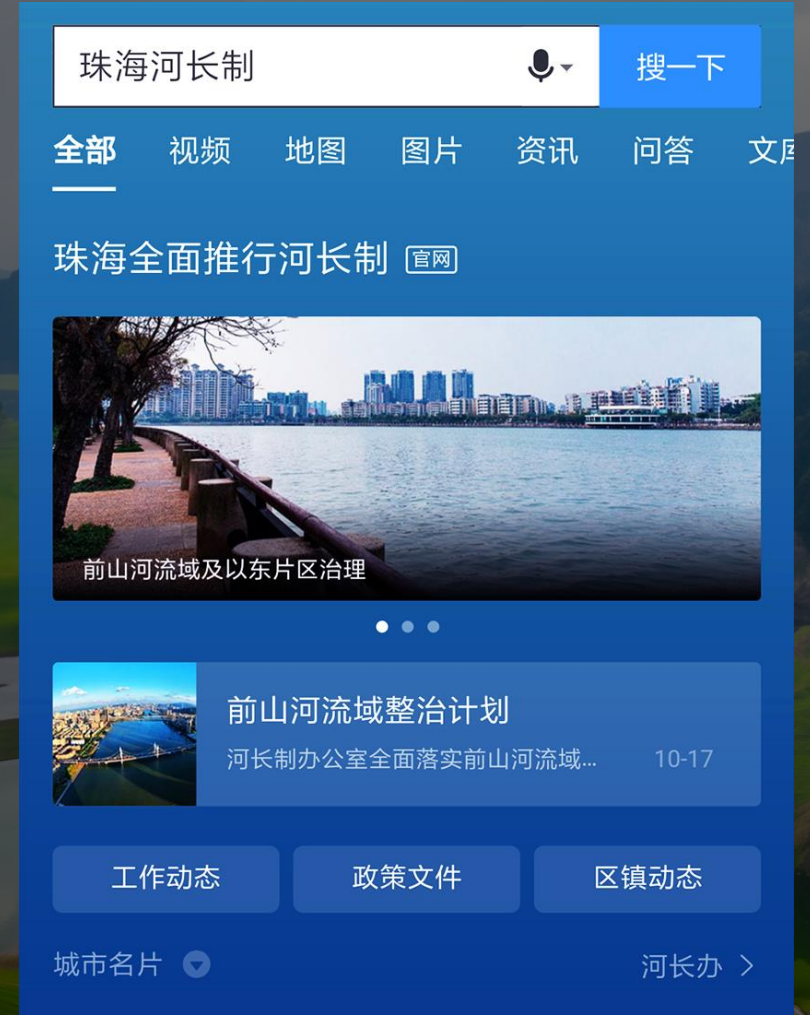 珠海河长制 搜一下
全部 视频 地图 图片 资讯 问答 文库
珠海全面推行河长制 官网
前山河流域及以东片区治理
前山河流域整治计划
河长制办公室全面落实前山河流域... 10-17
工作动态 政策文件 区镇动态
城市名片 河长办